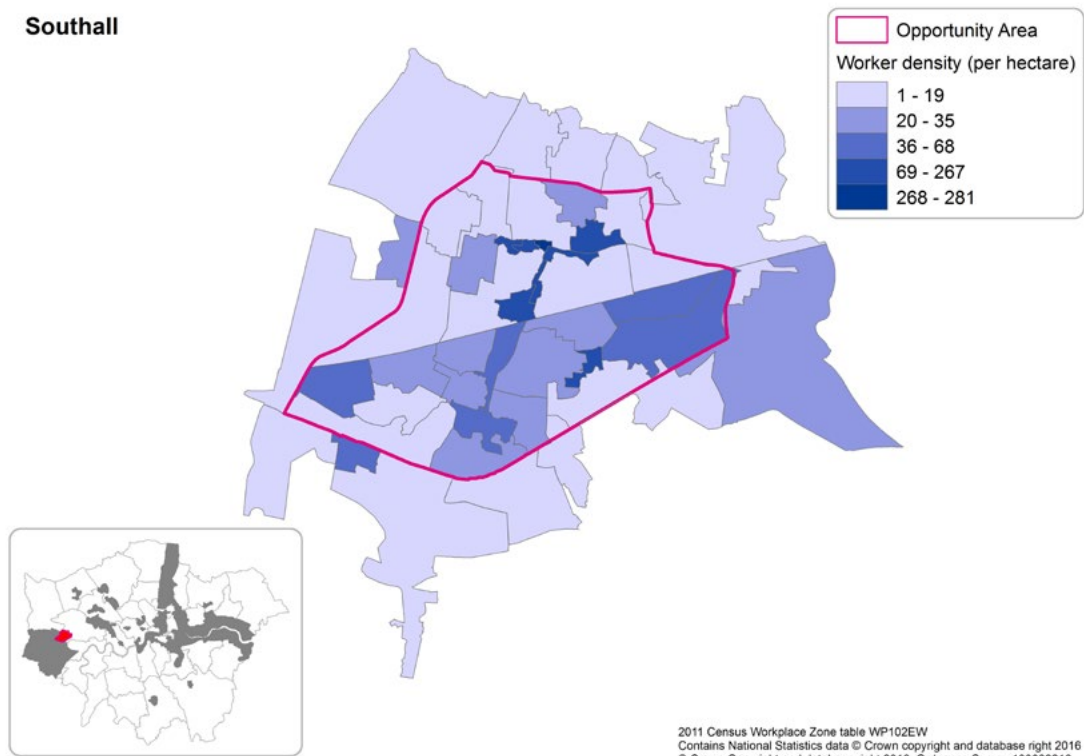 Southall
Opportunity Area
Worker density (per hectare)
1 - 19
20 - 35
36 - 68
69 - 267
268 - 281
2011 Census Workplace Zone table WP102EW
Contains National Statistics data © Crown copyright and database right 2016